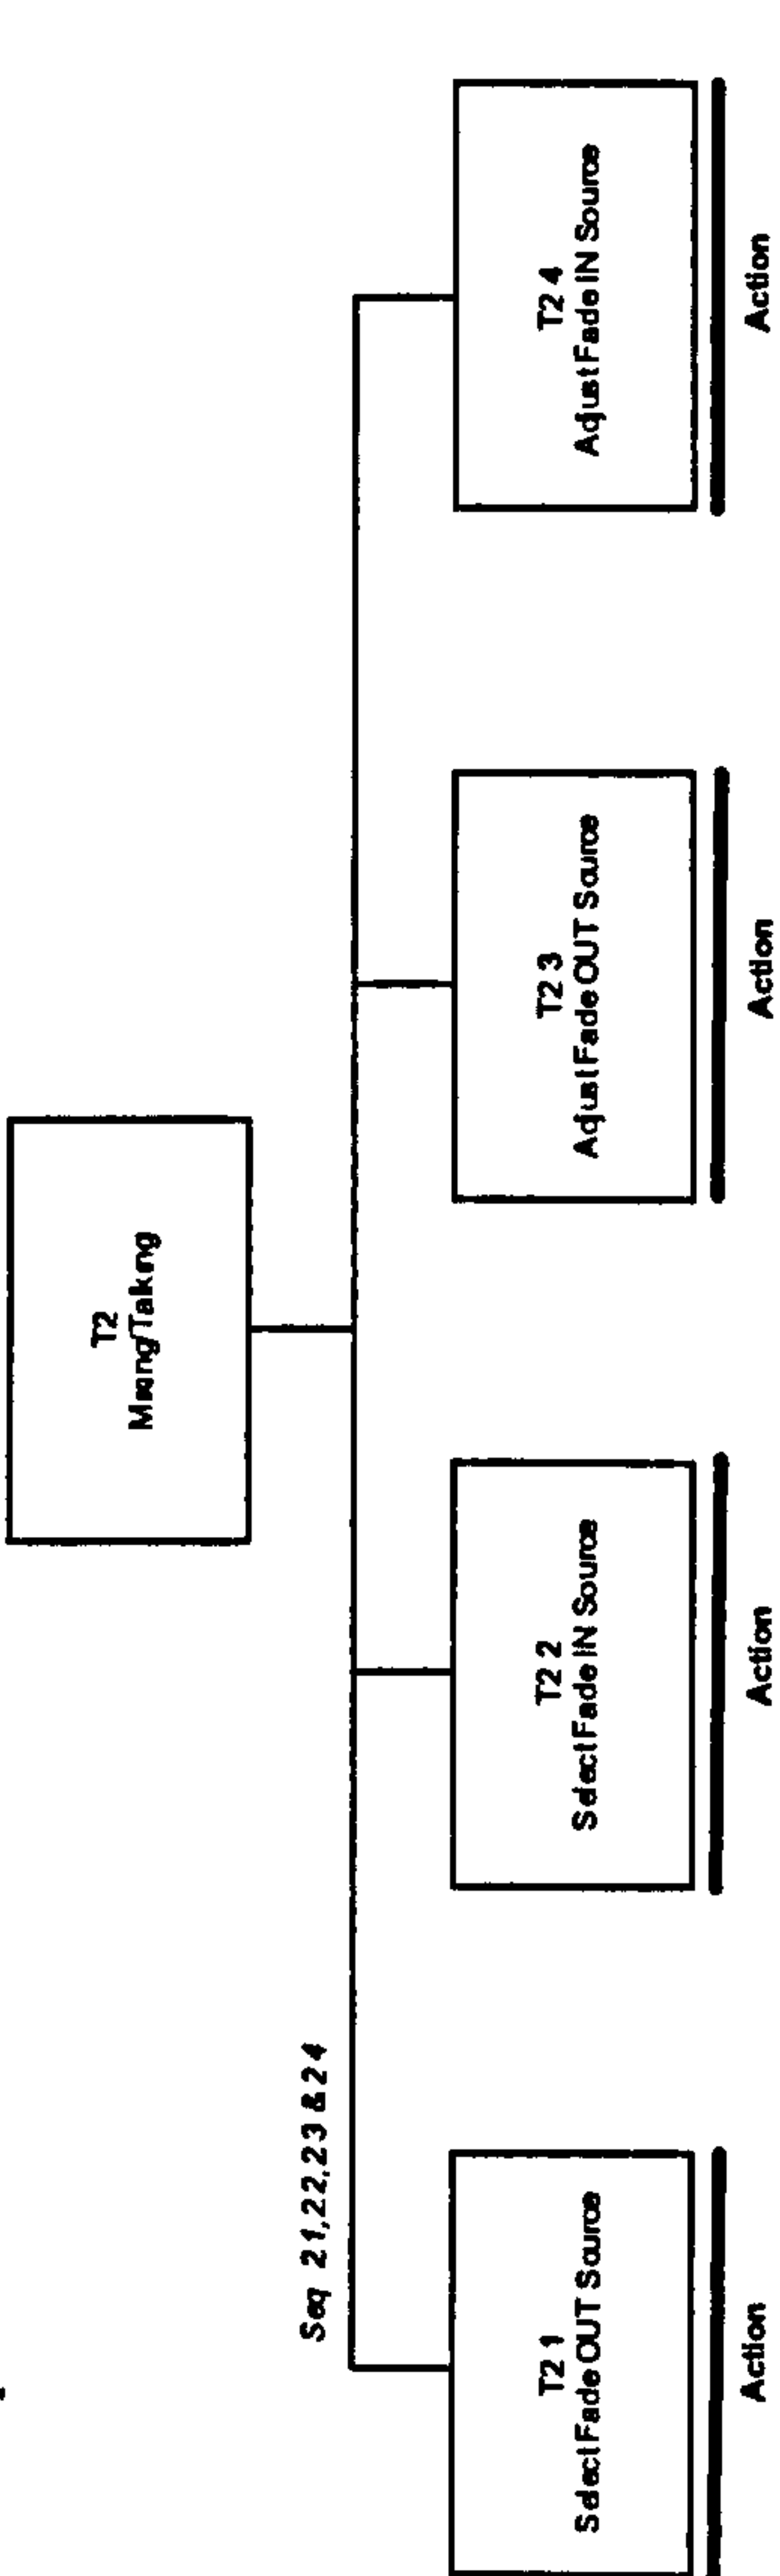 T2
Mixing/Taking
Seq 2 1, 2 2, 2 3 & 2 4
T2 1
Select Fade OUT Source
Action
T2 2
Select Fade IN Source
Action
T2 3
Adjust Fade OUT Source
Action
T2 4
Adjust Fade IN Source
Action